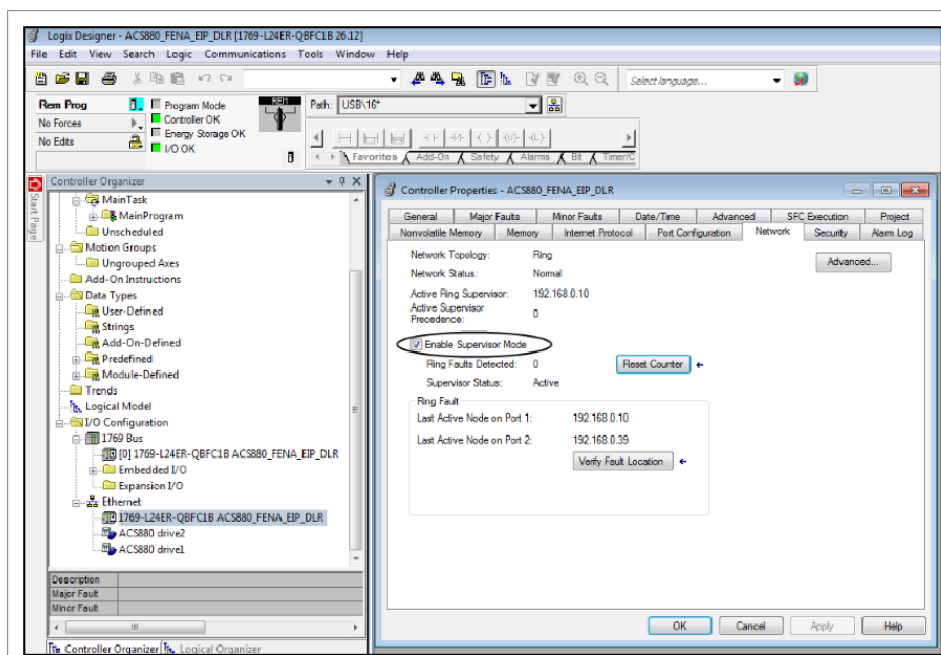 Logix Designer - ACS880_FENA_EIP_DLR [1769-L24ER-QBFC1B 26.12]
File Edit View Search Logic Communications Tools Window Help
Select language...
Rem Prog
No Forces
No Edits
Program Mode
Controller OK
Energy Storage OK
I/O OK
REM
Path: USB\16*
Favorites Add-On Safety Alarms Bit Timer/C
Start Page
Controller Organizer
MainTask
MainProgram
Unscheduled
Motion Groups
Ungrouped Axes
Add-On Instructions
Data Types
User-Defined
Strings
Add-On-Defined
Predefined
Module-Defined
Trends
Logical Model
I/O Configuration
1769 Bus
[0] 1769-L24ER-QBFC1B ACS880_FENA_EIP_DLR
Embedded I/O
Expansion I/O
Ethernet
1769-L24ER-QBFC1B ACS880_FENA_EIP_DLR
ACS880 drive2
ACS880 drive1
Description
Major Fault
Minor Fault
Controller Organizer Logical Organizer
Controller Properties - ACS880_FENA_EIP_DLR
General Major Faults Minor Faults Date/Time Advanced SFC Execution Project
Nonvolatile Memory Memory Internet Protocol Port Configuration Network Security Alarm Log
Network Topology: Ring
Advanced...
Network Status: Normal
Active Ring Supervisor: 192.168.0.10
Active Supervisor Precedence: 0
Enable Supervisor Mode
Ring Faults Detected: 0
Reset Counter
Supervisor Status: Active
Ring Fault
Last Active Node on Port 1: 192.168.0.10
Last Active Node on Port 2: 192.168.0.39
Verify Fault Location
OK Cancel Apply Help